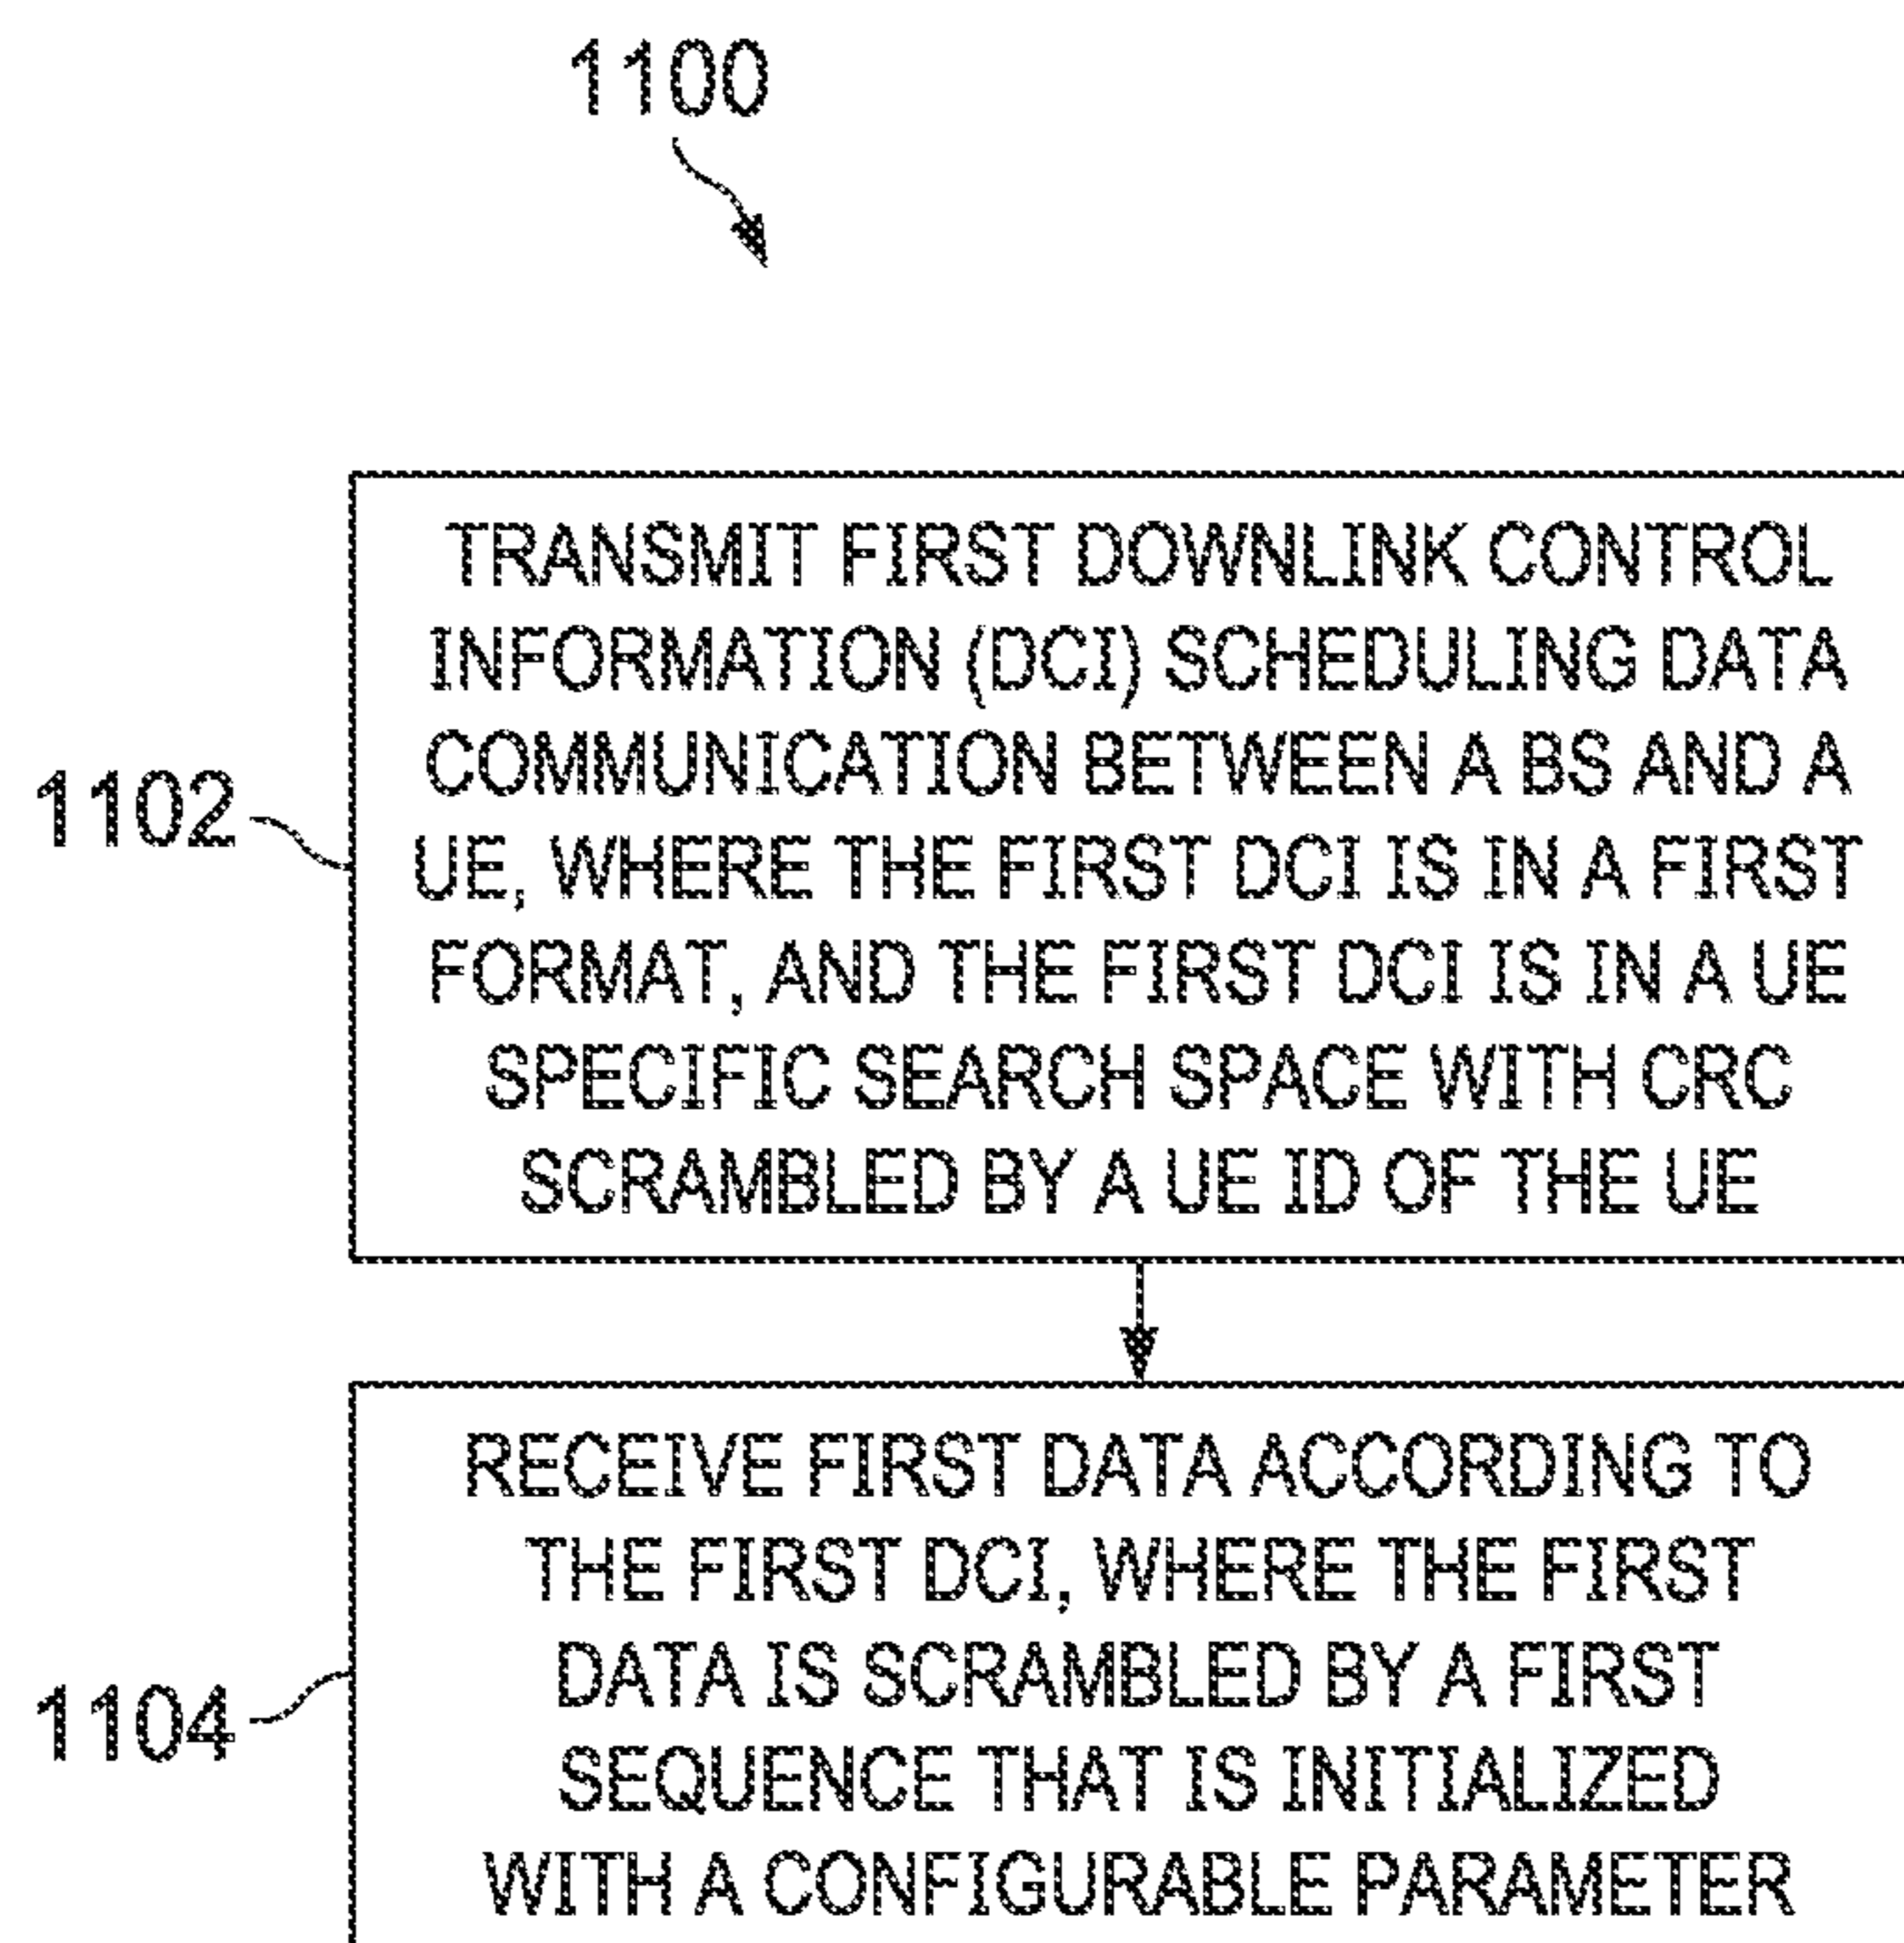 1100
TRANSMIT FIRST DOWNLINK CONTROL
INFORMATION (DCI) SCHEDULING DATA
COMMUNICATION BETWEEN A BS AND A
1102
UE, WHERE THE FIRST DCI IS IN A FIRST
FORMAT, AND THE FIRST DCI IS IN A UE
SPECIFIC SEARCH SPACE WITH CRC
SCRAMBLED BY A UE ID OF THE UE
RECEIVE FIRST DATA ACCORDING TO
THE FIRST DCI, WHERE THE FIRST
DATA IS SCRAMBLED BY A FIRST
1104
SEQUENCE THAT IS INITIALIZED
WITH A CONFIGURABLE PARAMETER